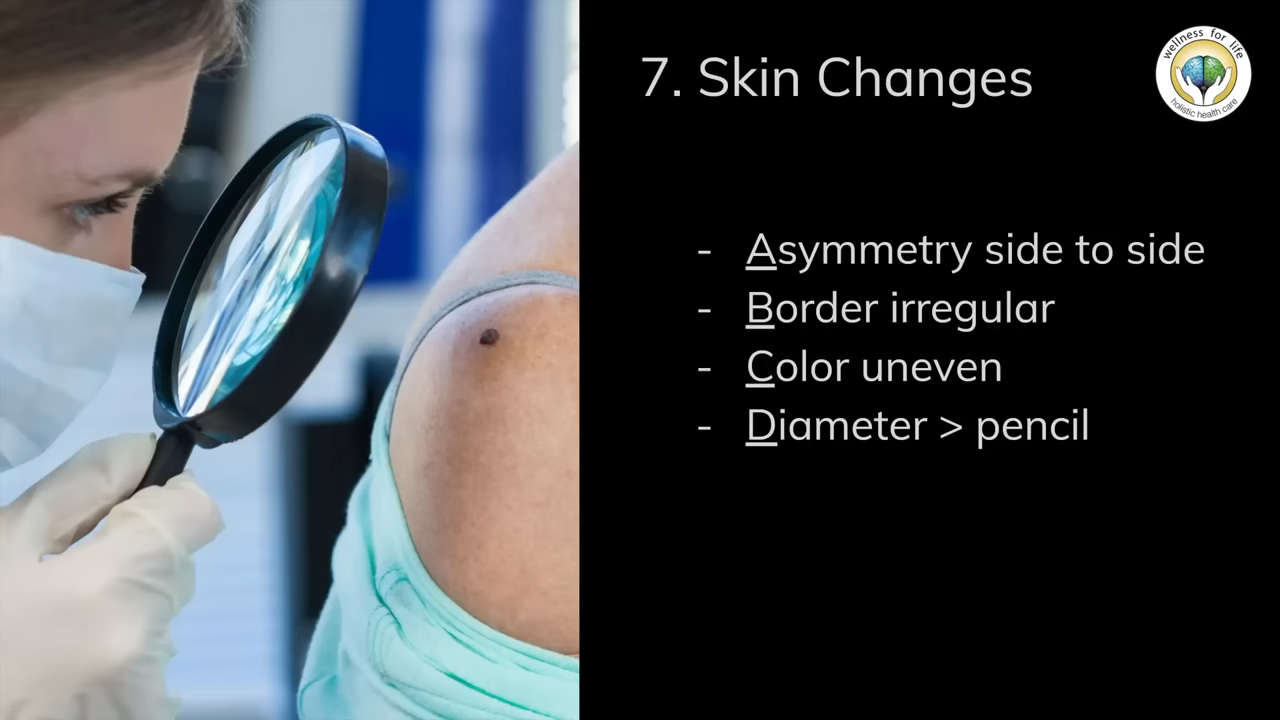 7. Skin Changes
wellness for life
holistic health care
- Asymmetry side to side
- Border irregular
- Color uneven
- Diameter > pencil